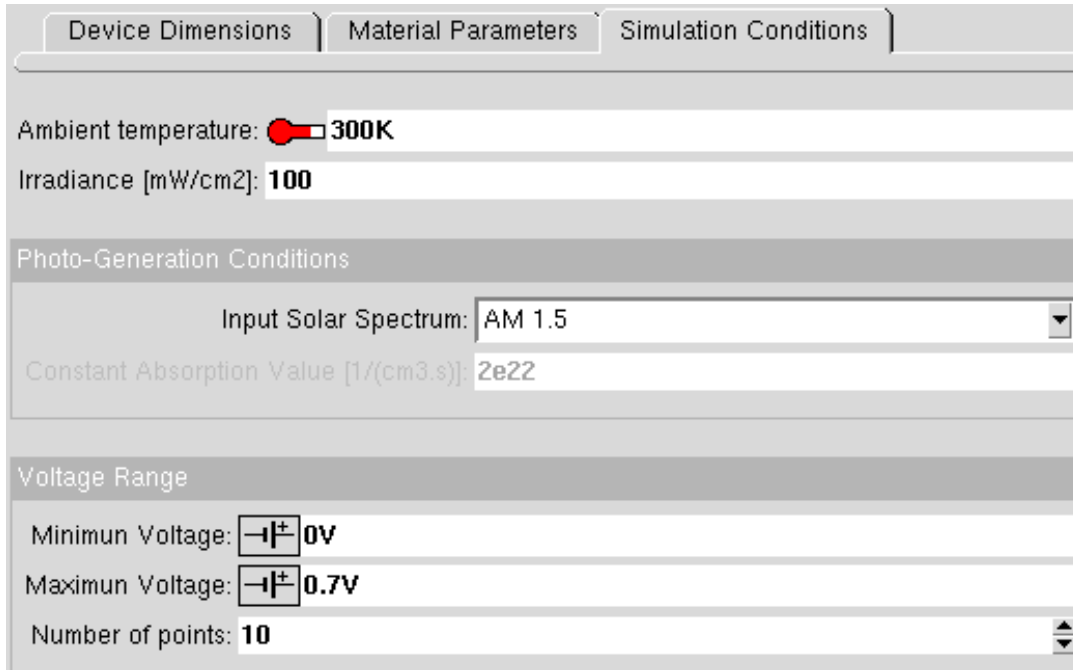 Device Dimensions Material Parameters Simulation Conditions
Ambient temperature: 300K
Irradiance [mW/cm2]: 100
Photo-Generation Conditions
Input Solar Spectrum: AM 1.5
Constant Absorption Value [1/(cm3.s)]: 2e22
Voltage Range
Minimun Voltage: + 0V
Maximun Voltage: + 0.7V
Number of points: 10